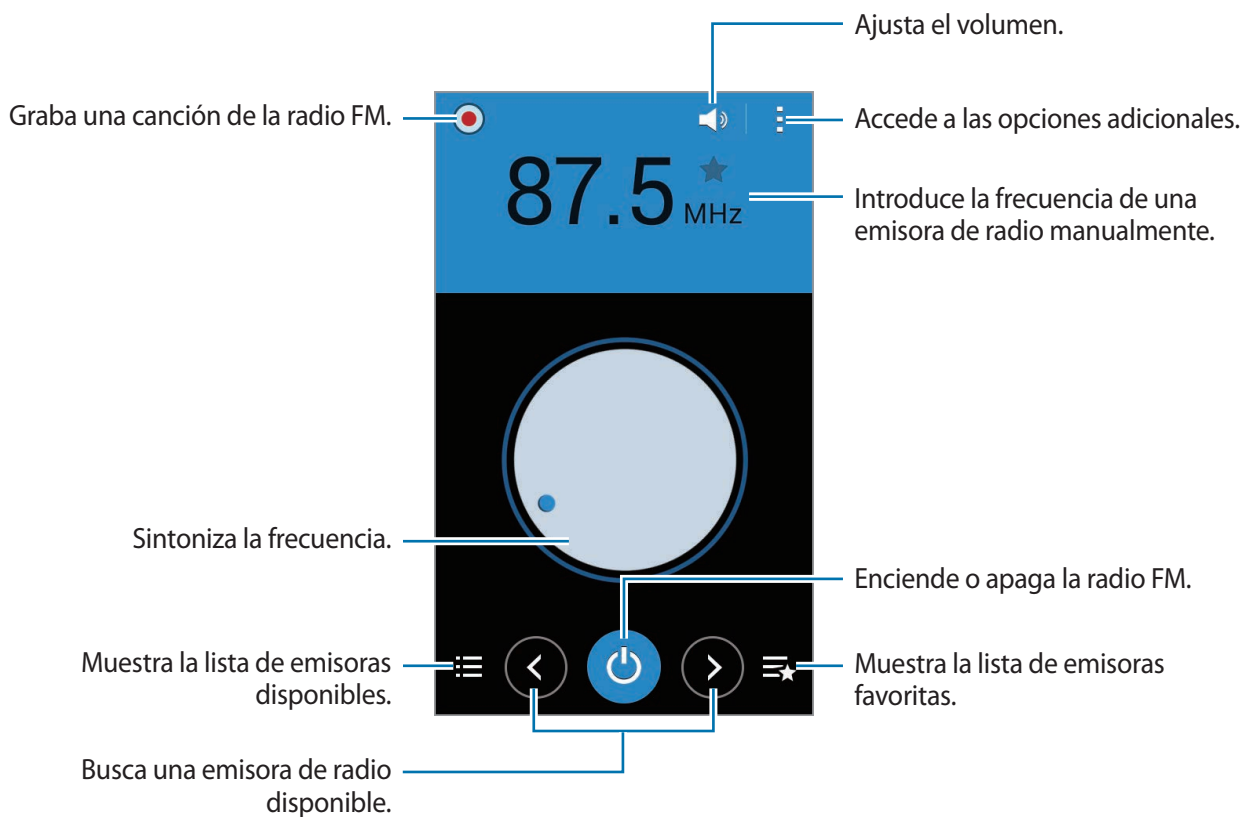 Ajusta el volumen.
Graba una canción de la radio FM.
Accede a las opciones adicionales.
87.5 MHz
Introduce la frecuencia de una
emisora de radio manualmente.
Sintoniza la frecuencia.
Enciende o apaga la radio FM.
Muestra la lista de emisoras
disponibles.
Muestra la lista de emisoras
favoritas.
Busca una emisora de radio
disponible.